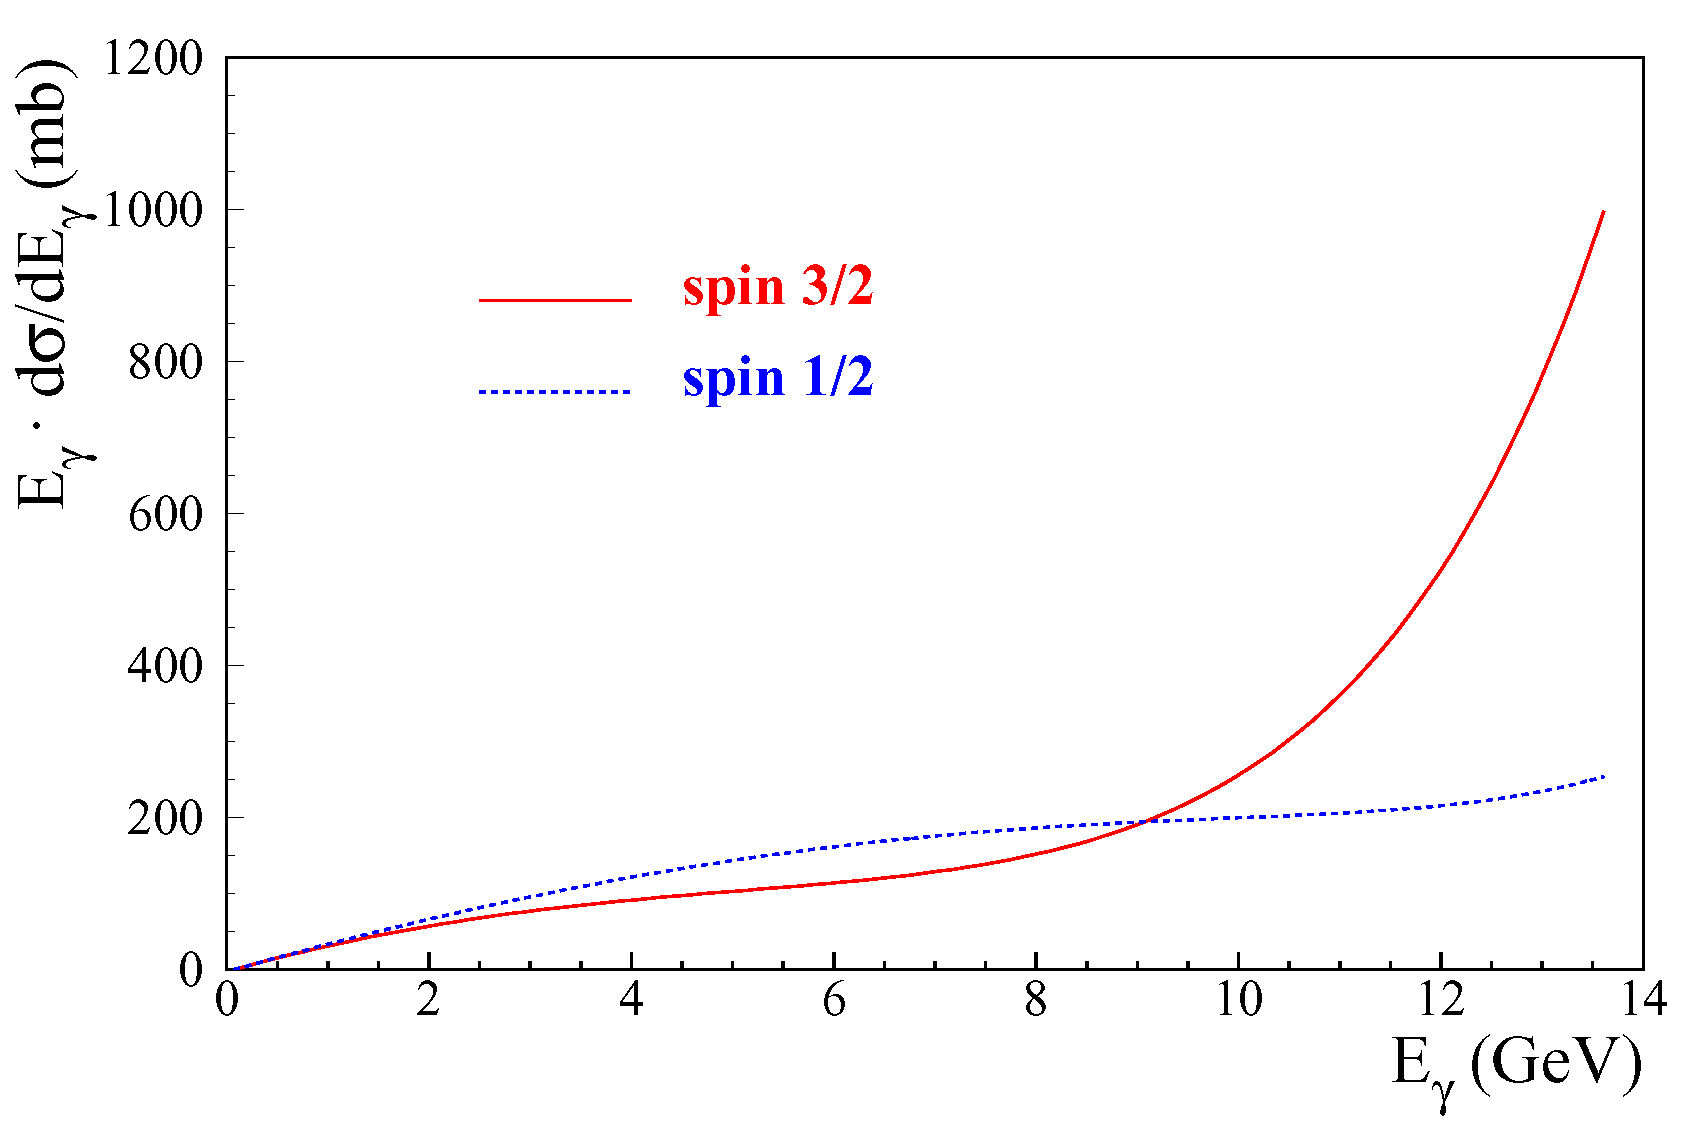 E_γ · dσ/dE_γ (mb)
1200
1000
800
600
400
200
0
spin 3/2
spin 1/2
0 2 4 6 8 10 12 14
E_γ (GeV)